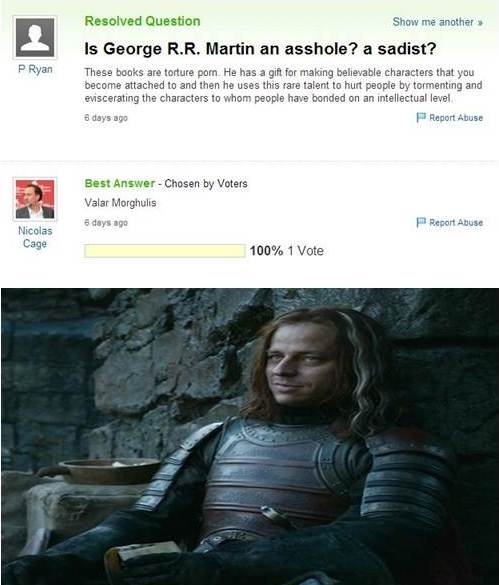 Resolved Question
Show me another »
Is George R.R. Martin an asshole? a sadist?
P Ryan
These books are torture porn. He has a gift for making believable characters that you
become attached to and then he uses this rare talent to hurt people by tormenting and
eviscerating the characters to whom people have bonded on an intellectual level.
6 days ago
Report Abuse
Best Answer - Chosen by Voters
Valar Morghulis
6 days ago
Report Abuse
Nicolas
Cage
100% 1 Vote